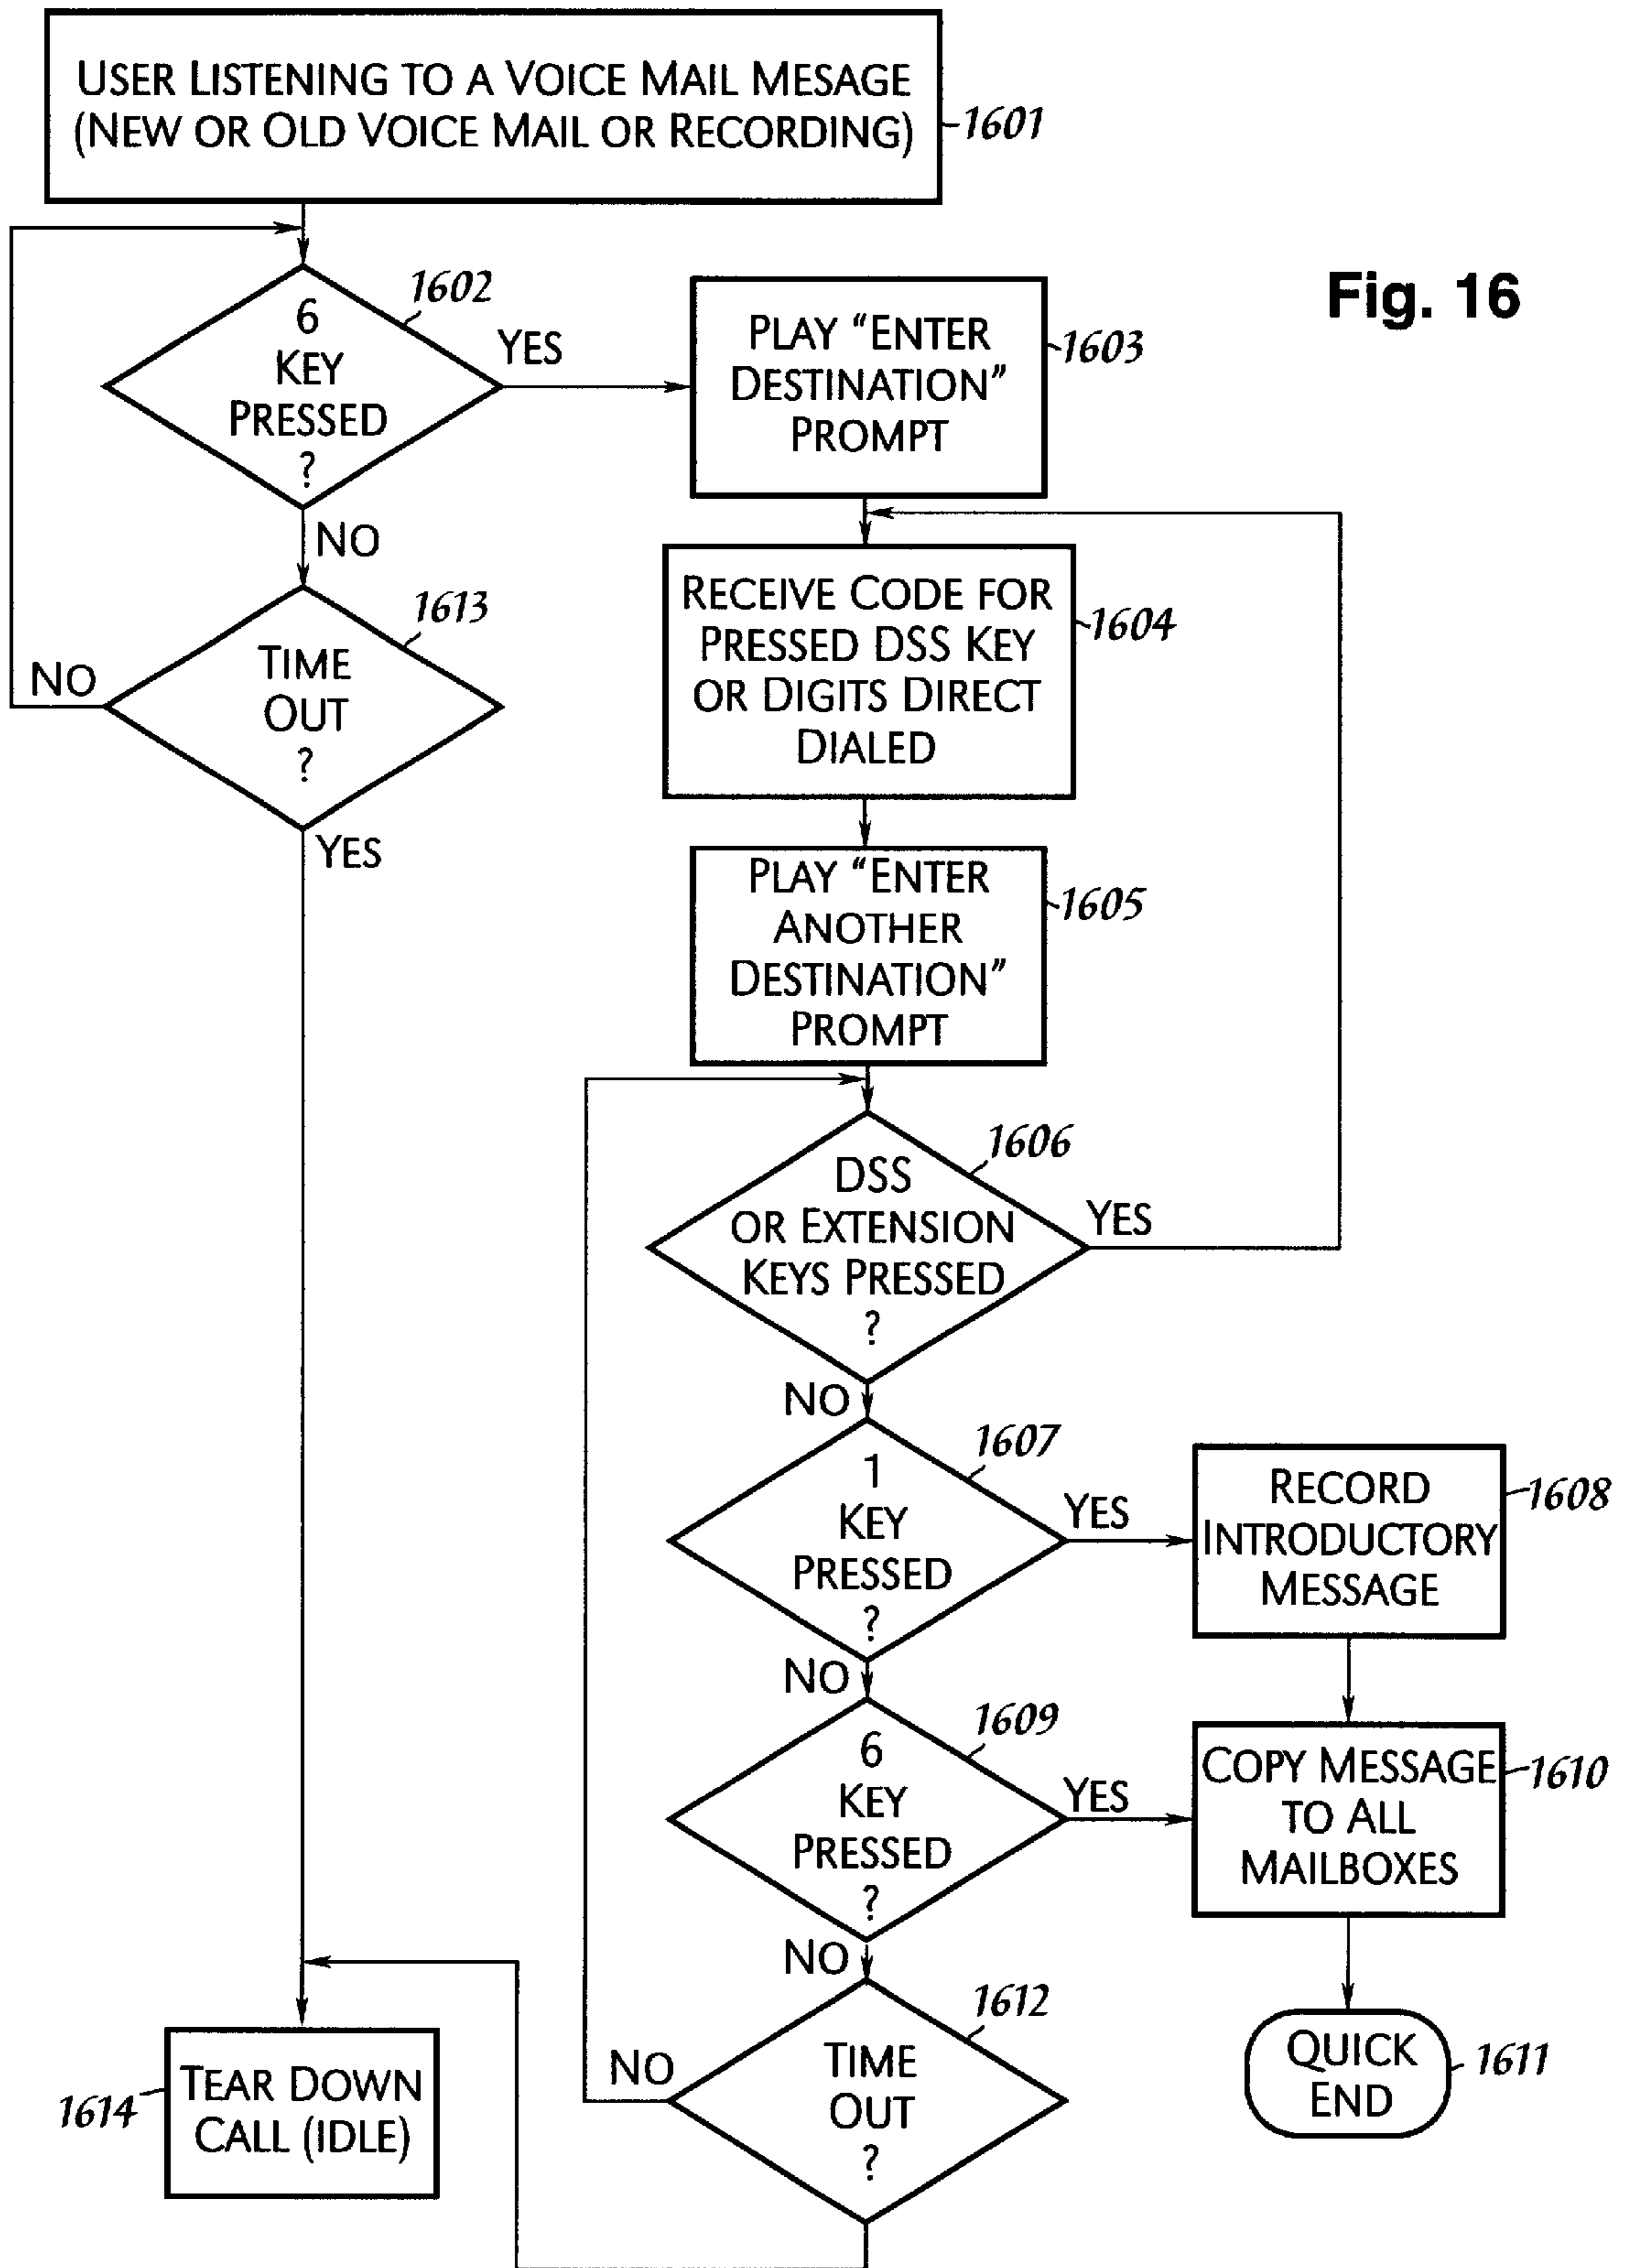 USER LISTENING TO A VOICE MAIL MESAGE
(NEW OR OLD VOICE MAIL OR RECORDING)
1601
Fig. 16
6
KEY
PRESSED
?
1602
YES
NO
PLAY “ENTER
DESTINATION”
PROMPT
1603
TIME
OUT
?
1613
NO
YES
RECEIVE CODE FOR
PRESSED DSS KEY
OR DIGITS DIRECT
DIALED
1604
PLAY “ENTER
ANOTHER
DESTINATION”
PROMPT
1605
DSS
OR EXTENSION
KEYS PRESSED
?
1606
YES
NO
1
KEY
PRESSED
?
1607
YES
NO
RECORD
INTRODUCTORY
MESSAGE
1608
6
KEY
PRESSED
?
1609
YES
NO
COPY MESSAGE
TO ALL
MAILBOXES
1610
TIME
OUT
?
1612
NO
QUICK
END
1611
TEAR DOWN
CALL (IDLE)
1614